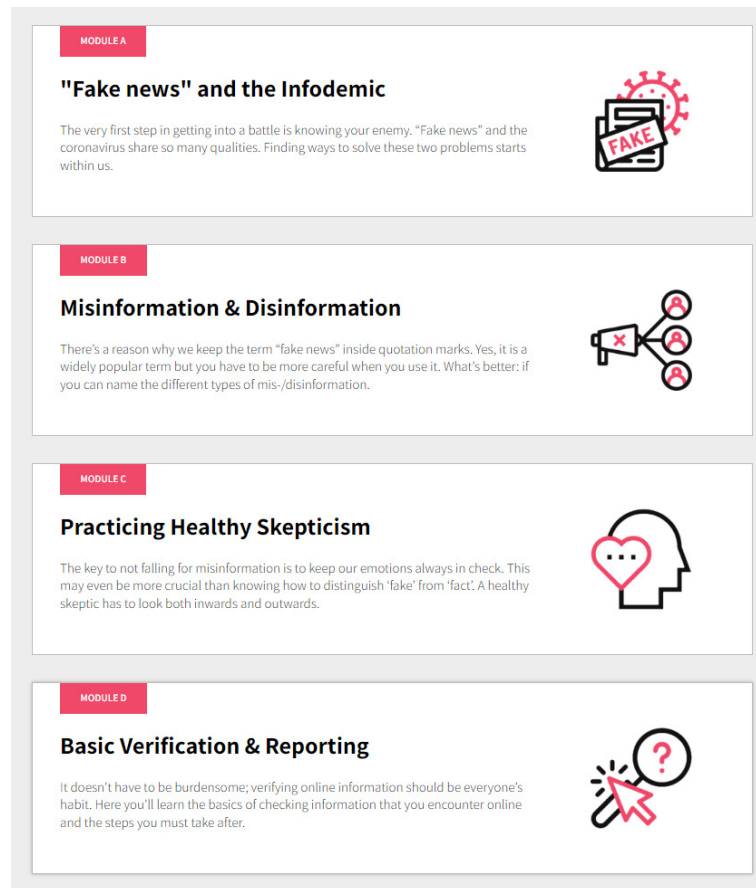 MODULE A
"Fake news" and the Infodemic
The very first step in getting into a battle is knowing your enemy. “Fake news” and the
coronavirus share so many qualities. Finding ways to solve these two problems starts
within us.
FAKE
MODULE B
Misinformation & Disinformation
There’s a reason why we keep the term “fake news” inside quotation marks. Yes, it is a
widely popular term but you have to be more careful when you use it. What’s better: if
you can name the different types of mis-/disinformation.
MODULE C
Practicing Healthy Skepticism
The key to not falling for misinformation is to keep our emotions always in check. This
may even be more crucial than knowing how to distinguish ‘fake’ from ‘fact’. A healthy
skeptic has to look both inwards and outwards.
MODULE D
Basic Verification & Reporting
?
It doesn’t have to be burdensome; verifying online information should be everyone’s
habit. Here you’ll learn the basics of checking information that you encounter online
and the steps you must take after.